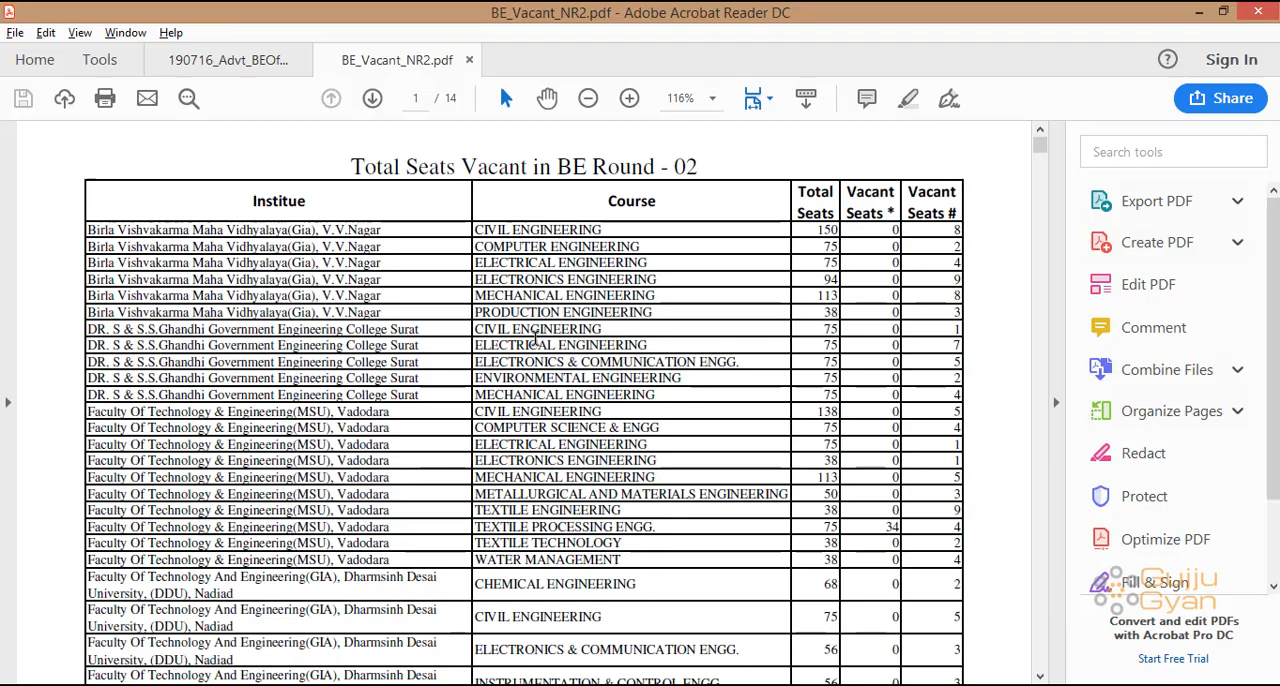 BE_Vacant_NR2.pdf - Adobe Acrobat Reader DC
File Edit View Window Help
Home Tools 190716_Advt_BEOf... BE_Vacant_NR2.pdf × Sign In
1 / 14 116% Share
Total Seats Vacant in BE Round - 02
Search tools
Institue Course Total Seats Vacant Seats * Vacant Seats #
Birla Vishvakarma Maha Vidhyalaya(Gia), V.V.Nagar CIVIL ENGINEERING 150 0 8
Birla Vishvakarma Maha Vidhyalaya(Gia), V.V.Nagar COMPUTER ENGINEERING 75 0 2
Birla Vishvakarma Maha Vidhyalaya(Gia), V.V.Nagar ELECTRICAL ENGINEERING 75 0 4
Birla Vishvakarma Maha Vidhyalaya(Gia), V.V.Nagar ELECTRONICS ENGINEERING 94 0 9
Birla Vishvakarma Maha Vidhyalaya(Gia), V.V.Nagar MECHANICAL ENGINEERING 113 0 8
Birla Vishvakarma Maha Vidhyalaya(Gia), V.V.Nagar PRODUCTION ENGINEERING 38 0 3
DR. S & S.S.Ghandhi Government Engineering College Surat CIVIL ENGINEERING 75 0 1
DR. S & S.S.Ghandhi Government Engineering College Surat ELECTRICAL ENGINEERING 75 0 7
DR. S & S.S.Ghandhi Government Engineering College Surat ELECTRONICS & COMMUNICATION ENGG. 75 0 5
DR. S & S.S.Ghandhi Government Engineering College Surat ENVIRONMENTAL ENGINEERING 75 0 2
DR. S & S.S.Ghandhi Government Engineering College Surat MECHANICAL ENGINEERING 75 0 4
Faculty Of Technology & Engineering(MSU), Vadodara CIVIL ENGINEERING 138 0 5
Faculty Of Technology & Engineering(MSU), Vadodara COMPUTER SCIENCE & ENGG 75 0 4
Faculty Of Technology & Engineering(MSU), Vadodara ELECTRICAL ENGINEERING 75 0 1
Faculty Of Technology & Engineering(MSU), Vadodara ELECTRONICS ENGINEERING 38 0 1
Faculty Of Technology & Engineering(MSU), Vadodara MECHANICAL ENGINEERING 113 0 5
Faculty Of Technology & Engineering(MSU), Vadodara METALLURGICAL AND MATERIALS ENGINEERING 50 0 3
Faculty Of Technology & Engineering(MSU), Vadodara TEXTILE ENGINEERING 38 0 9
Faculty Of Technology & Engineering(MSU), Vadodara TEXTILE PROCESSING ENGG. 75 34 4
Faculty Of Technology & Engineering(MSU), Vadodara TEXTILE TECHNOLOGY 38 0 2
Faculty Of Technology & Engineering(MSU), Vadodara WATER MANAGEMENT 38 0 4
Faculty Of Technology And Engineering(GIA), Dharmsinh Desai
University, (DDU), Nadiad CHEMICAL ENGINEERING 68 0 2
Faculty Of Technology And Engineering(GIA), Dharmsinh Desai
University, (DDU), Nadiad CIVIL ENGINEERING 75 0 5
Faculty Of Technology And Engineering(GIA), Dharmsinh Desai
University, (DDU), Nadiad ELECTRONICS & COMMUNICATION ENGG. 56 0 3
Faculty Of Technology And Engineering(GIA), Dharmsinh Desai
INSTRUMENTATION & CONTROL ENGG 56 0 3
Export PDF
Create PDF
Edit PDF
Comment
Combine Files
Organize Pages
Redact
Protect
Optimize PDF
Fill & Sign
Gujju
Gyan
Convert and edit PDFs
with Acrobat Pro DC
Start Free Trial